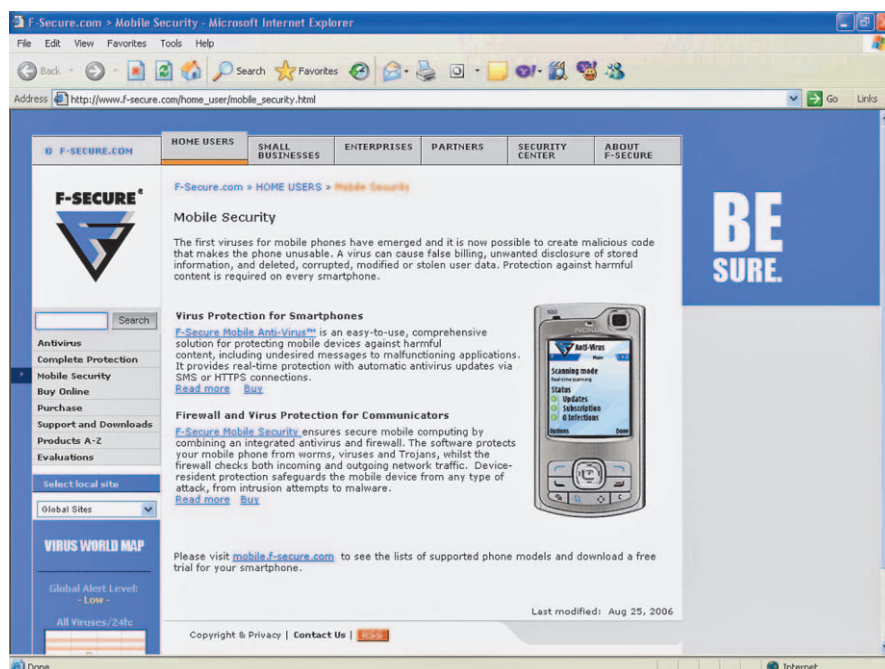 F-Secure.com > Mobile Security - Microsoft Internet Explorer
File Edit View Favorites Tools Help
Back Search Favorites
Address http://www.f-secure.com/home_user/mobile_security.html Go Links
F-SECURE.COM
HOME USERS
SMALL BUSINESSES
ENTERPRISES
PARTNERS
SECURITY CENTER
ABOUT F-SECURE
F-SECURE®
BE
SURE.
Search
Antivirus
Complete Protection
Mobile Security
Buy Online
Purchase
Support and Downloads
Products A-Z
Evaluations
Select local site
Global Sites
VIRUS WORLD MAP
Global Alert Level:
- Low -
All Viruses/24h:
F-Secure.com » HOME USERS » Mobile Security
Mobile Security
The first viruses for mobile phones have emerged and it is now possible to create malicious code
that makes the phone unusable. A virus can cause false billing, unwanted disclosure of stored
information, and deleted, corrupted, modified or stolen user data. Protection against harmful
content is required on every smartphone.
Virus Protection for Smartphones
F-Secure Mobile Anti-Virus™ is an easy-to-use, comprehensive
solution for protecting mobile devices against harmful
content, including undesired messages to malfunctioning applications.
It provides real-time protection with automatic antivirus updates via
SMS or HTTPS connections.
Read more Buy
Firewall and Virus Protection for Communicators
F-Secure Mobile Security ensures secure mobile computing by
combining an integrated antivirus and firewall. The software protects
your mobile phone from worms, viruses and Trojans, whilst the
firewall checks both incoming and outgoing network traffic. Device-
resident protection safeguards the mobile device from any type of
attack, from intrusion attempts to malware.
Read more Buy
N80
NOKIA
Anti-Virus
Main
Scanning mode
Real-time scanning
Status
Updates
Subscription
0 Infections
Options Done
Please visit mobile.f-secure.com to see the lists of supported phone models and download a free
trial for your smartphone.
Last modified: Aug 25, 2006
Copyright & Privacy | Contact Us | RSS
Done Internet